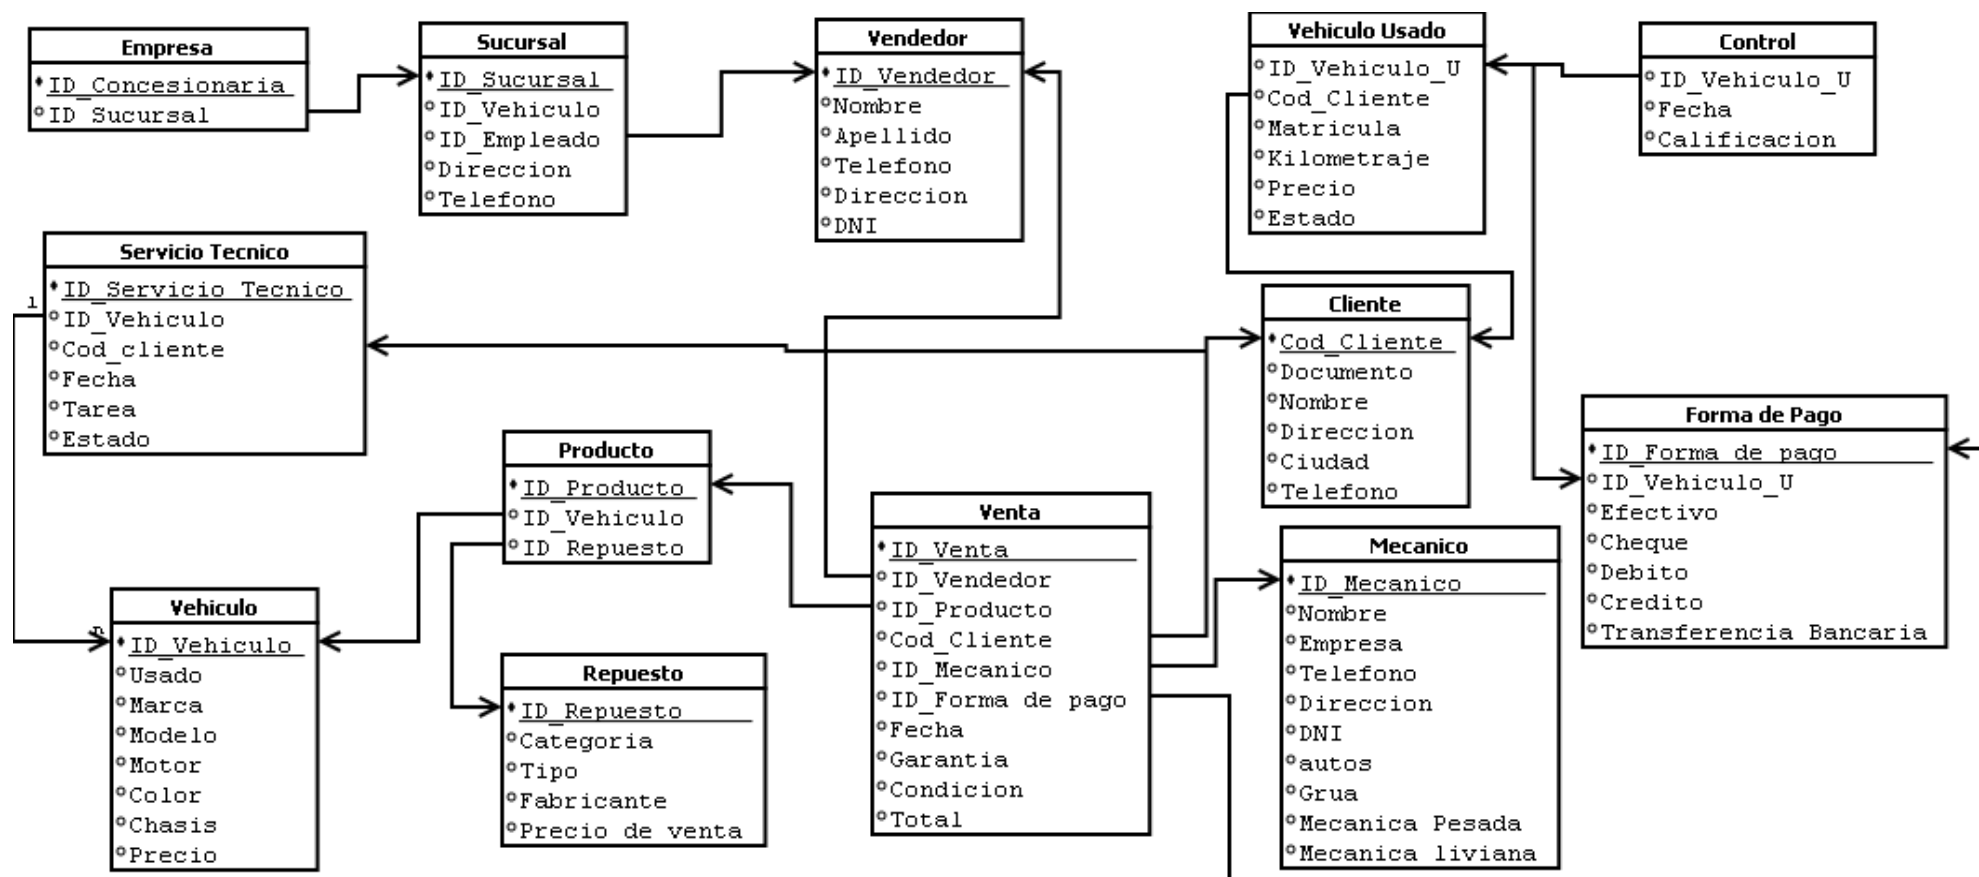 Empresa
ID_Concesionaria
ID_Sucursal
Sucursal
ID_Sucursal
ID_Vehiculo
ID_Empleado
Direccion
Telefono
Vendedor
ID_Vendedor
Nombre
Apellido
Telefono
Direccion
DNI
Vehiculo Usado
ID_Vehiculo_U
Cod_Cliente
Matricula
Kilometraje
Precio
Estado
Control
ID_Vehiculo_U
Fecha
Calificacion
Servicio Tecnico
ID_Servicio Tecnico
ID_Vehiculo
Cod_cliente
Fecha
Tarea
Estado
1
Cliente
Cod_Cliente
Documento
Nombre
Direccion
Ciudad
Telefono
Forma de Pago
ID_Forma de pago
ID_Vehiculo_U
Efectivo
Cheque
Debito
Credito
Transferencia Bancaria
Producto
ID_Producto
ID_Vehiculo
ID_Repuesto
Venta
ID_Venta
ID_Vendedor
ID_Producto
Cod_Cliente
ID_Mecanico
ID_Forma de pago
Fecha
Garantia
Condicion
Total
Mecanico
ID_Mecanico
Nombre
Empresa
Telefono
Direccion
DNI
autos
Grua
Mecanica Pesada
Mecanica liviana
Vehiculo
ID_Vehiculo
Usado
Marca
Modelo
Motor
Color
Chasis
Precio
Repuesto
ID_Repuesto
Categoria
Tipo
Fabricante
Precio de venta